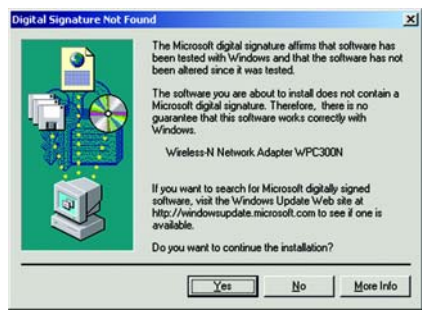 Digital Signature Not Found
The Microsoft digital signature affirms that software has
been tested with Windows and that the software has not
been altered since it was tested.
The software you are about to install does not contain a
Microsoft digital signature. Therefore, there is no
guarantee that this software works correctly with
Windows.
Wireless-N Network Adapter WPC300N
If you want to search for Microsoft digitally signed
software, visit the Windows Update Web site at
http://windowsupdate.microsoft.com to see if one is
available.
Do you want to continue the installation?
Yes No More Info